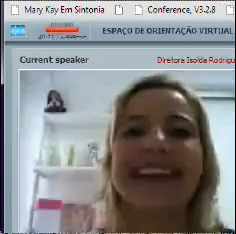 Mary Kay Em Sintonia
Conference, V3.2.8
ESPAÇO DE ORIENTAÇÃO VIRTUAL
Current speaker
Diretora Isolda Rodrigu